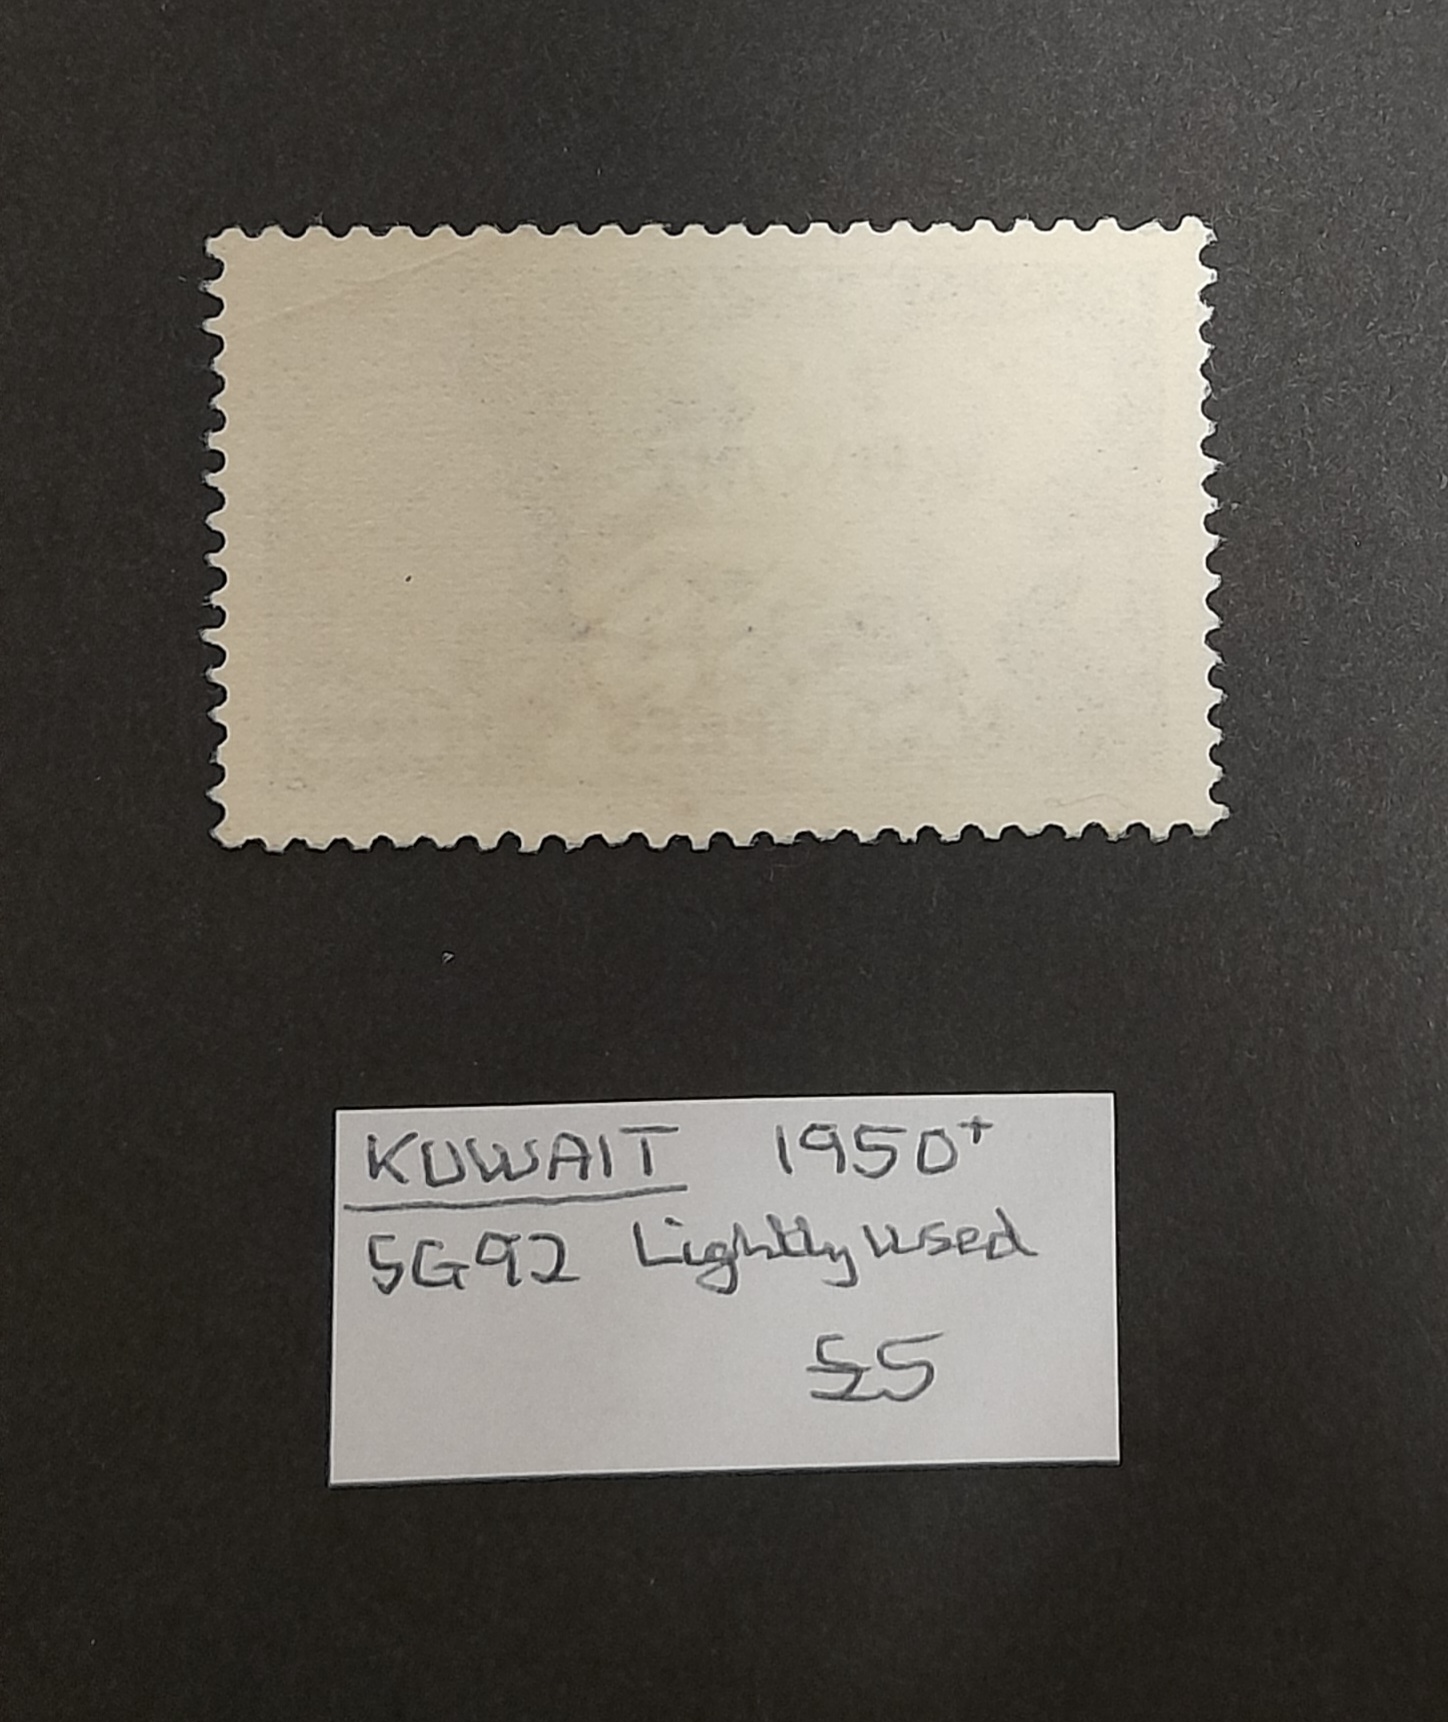 KUWAIT 1950+
SG92 Lightly used
£5